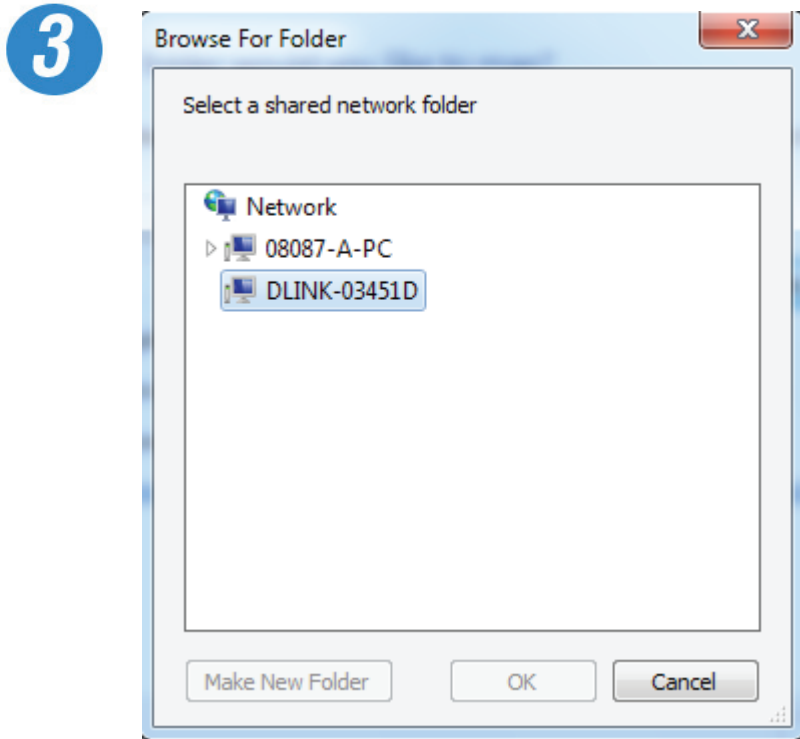 3
Browse For Folder
x
Select a shared network folder
Network
08087-A-PC
DLINK-03451D
Make New Folder OK Cancel